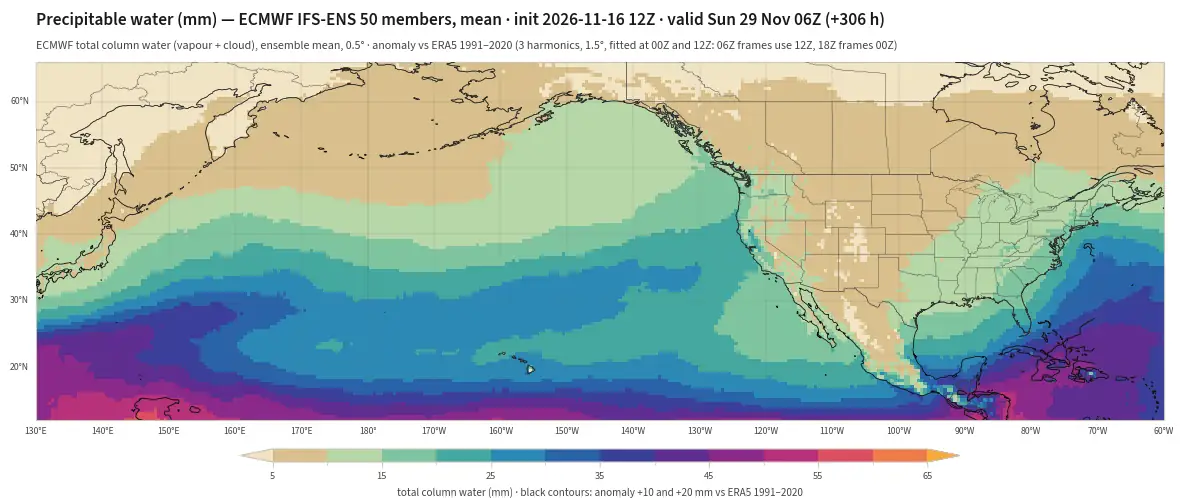 Precipitable water (mm) — ECMWF IFS-ENS 50 members, mean · init 2026-11-16 12Z · valid Sun 29 Nov 06Z (+306 h)
ECMWF total column water (vapour + cloud), ensemble mean, 0.5° · anomaly vs ERA5 1991–2020 (3 harmonics, 1.5°, fitted at 00Z and 12Z: 06Z frames use 12Z, 18Z frames 00Z)
60°N
50°N
40°N
30°N
20°N
130°E 140°E 150°E 160°E 170°E 180° 170°W 160°W 150°W 140°W 130°W 120°W 110°W 100°W 90°W 80°W 70°W 60°W
5 15 25 35 45 55 65
total column water (mm) · black contours: anomaly +10 and +20 mm vs ERA5 1991–2020